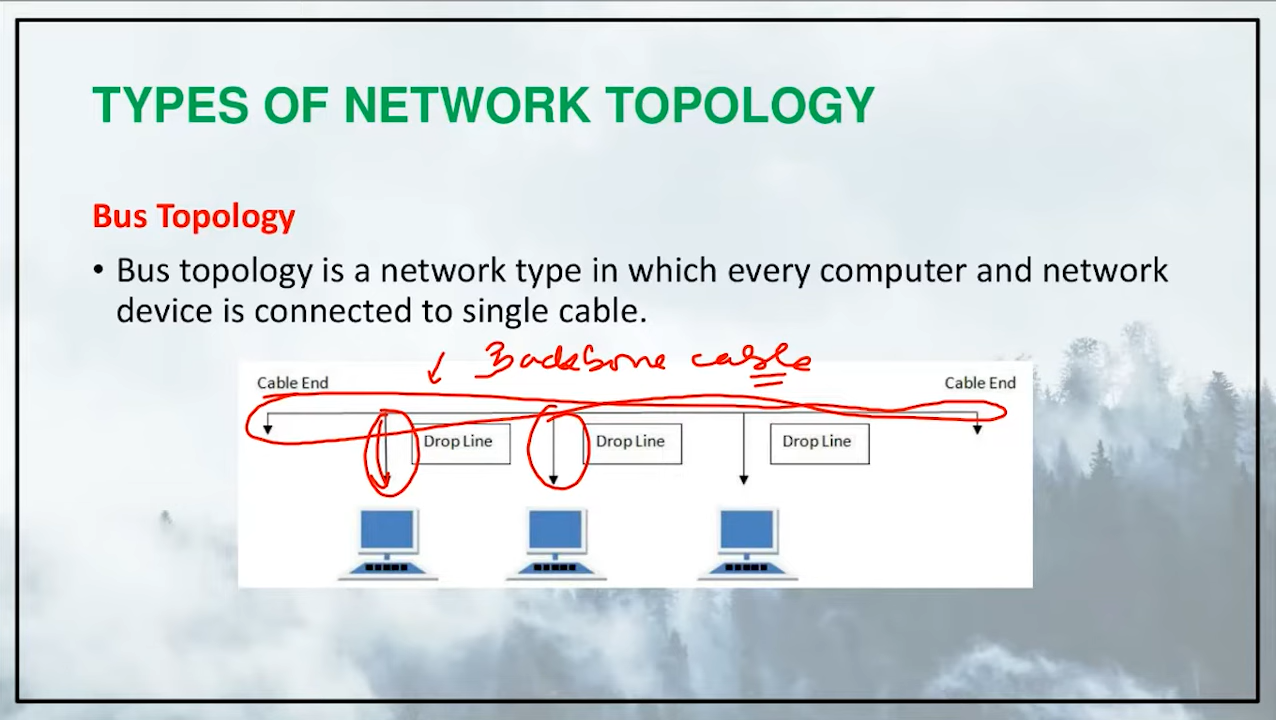 TYPES OF NETWORK TOPOLOGY
Bus Topology
• Bus topology is a network type in which every computer and network
device is connected to single cable.
Backbone cable
Cable End
Cable End
Drop Line
Drop Line
Drop Line